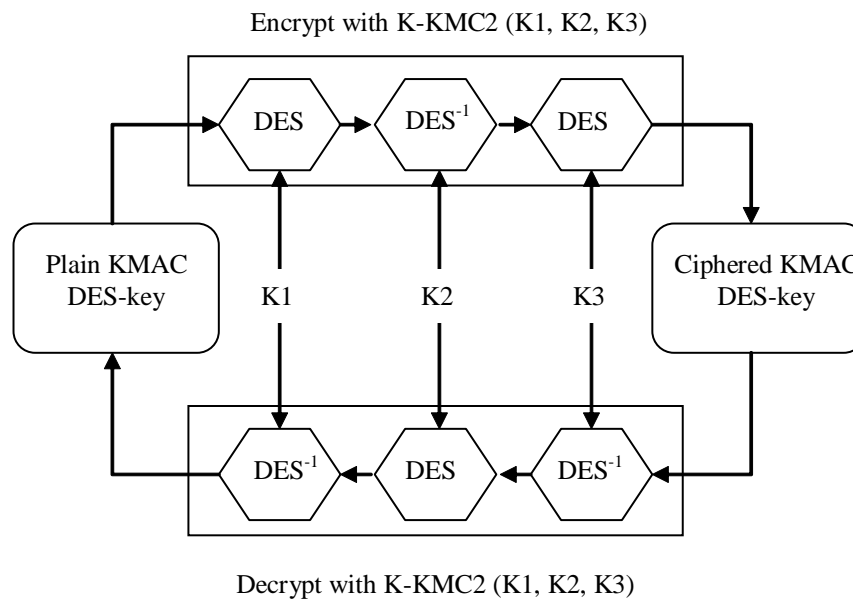 Encrypt with K-KMC2 (K1, K2, K3)
DES
DES-1
DES
Plain KMAC
DES-key
K1
K2
K3
Ciphered KMAC
DES-key
DES-1
DES
DES-1
Decrypt with K-KMC2 (K1, K2, K3)